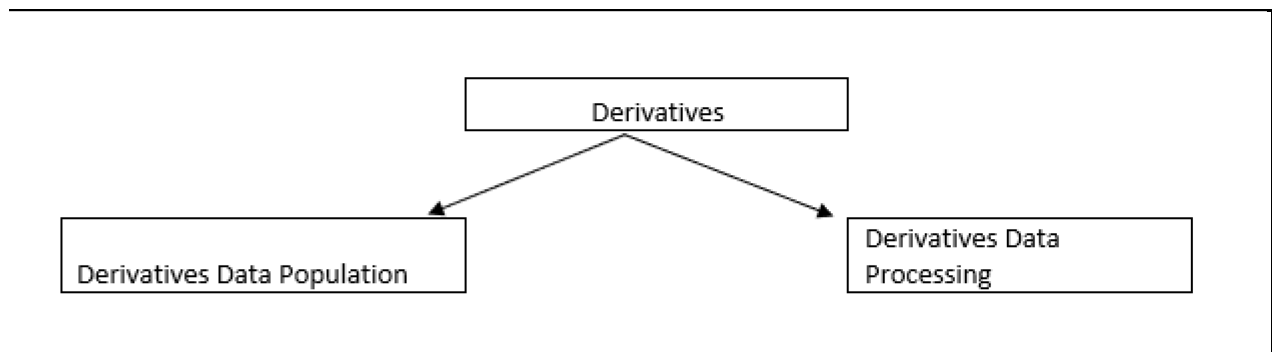 Derivatives
Derivatives Data Population
Derivatives Data
Processing